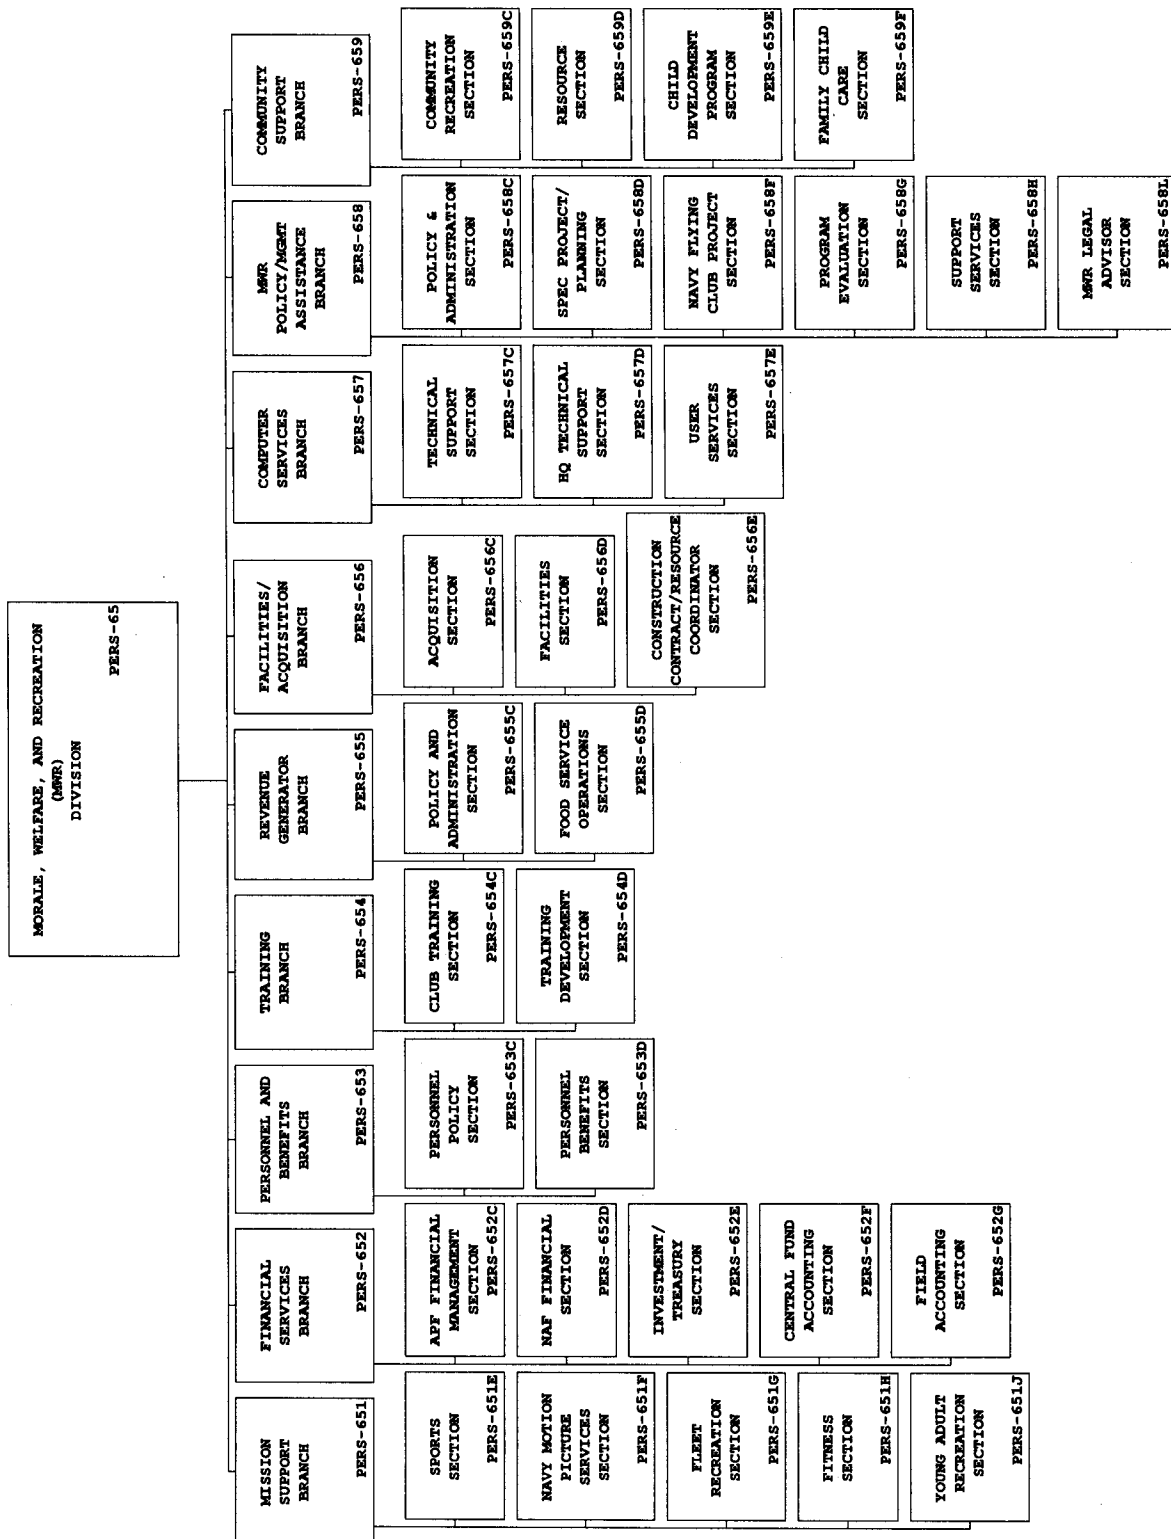 MORALE, WELFARE, AND RECREATION
(MWR)
DIVISION
PERS-65
MISSION
SUPPORT
BRANCH
PERS-651
SPORTS
SECTION
PERS-651E
NAVY MOTION
PICTURE
SERVICES
SECTION
PERS-651F
FLEET
RECREATION
SECTION
PERS-651G
FITNESS
SECTION
PERS-651H
YOUNG ADULT
RECREATION
SECTION
PERS-651J
FINANCIAL
SERVICES
BRANCH
PERS-652
APF FINANCIAL
MANAGEMENT
SECTION
PERS-652C
NAF FINANCIAL
SECTION
PERS-652D
INVESTMENT/
TREASURY
SECTION
PERS-652E
CENTRAL FUND
ACCOUNTING
SECTION
PERS-652F
FIELD
ACCOUNTING
SECTION
PERS-652G
PERSONNEL AND
BENEFITS
BRANCH
PERS-653
PERSONNEL
POLICY
SECTION
PERS-653C
PERSONNEL
BENEFITS
SECTION
PERS-653D
TRAINING
BRANCH
PERS-654
CLUB TRAINING
SECTION
PERS-654C
TRAINING
DEVELOPMENT
SECTION
PERS-654D
REVENUE
GENERATOR
BRANCH
PERS-655
POLICY AND
ADMINISTRATION
SECTION
PERS-655C
FOOD SERVICE
OPERATIONS
SECTION
PERS-655D
FACILITIES/
ACQUISITION
BRANCH
PERS-656
ACQUISITION
SECTION
PERS-656C
FACILITIES
SECTION
PERS-656D
CONSTRUCTION
CONTRACT/RESOURCE
COORDINATOR
SECTION
PERS-656E
COMPUTER
SERVICES
BRANCH
PERS-657
TECHNICAL
SUPPORT
SECTION
PERS-657C
HQ TECHNICAL
SUPPORT
SECTION
PERS-657D
USER
SERVICES
SECTION
PERS-657E
MWR
POLICY/MGMT
ASSISTANCE
BRANCH
PERS-658
POLICY &
ADMINISTRATION
SECTION
PERS-658C
SPEC PROJECT/
PLANNING
SECTION
PERS-658D
NAVY FLYING
CLUB PROJECT
SECTION
PERS-658F
PROGRAM
EVALUATION
SECTION
PERS-658G
SUPPORT
SERVICES
SECTION
PERS-658H
MWR LEGAL
ADVISOR
SECTION
PERS-658L
COMMUNITY
SUPPORT
BRANCH
PERS-659
COMMUNITY
RECREATION
SECTION
PERS-659C
RESOURCE
SECTION
PERS-659D
CHILD
DEVELOPMENT
PROGRAM
SECTION
PERS-659E
FAMILY CHILD
CARE
SECTION
PERS-659F